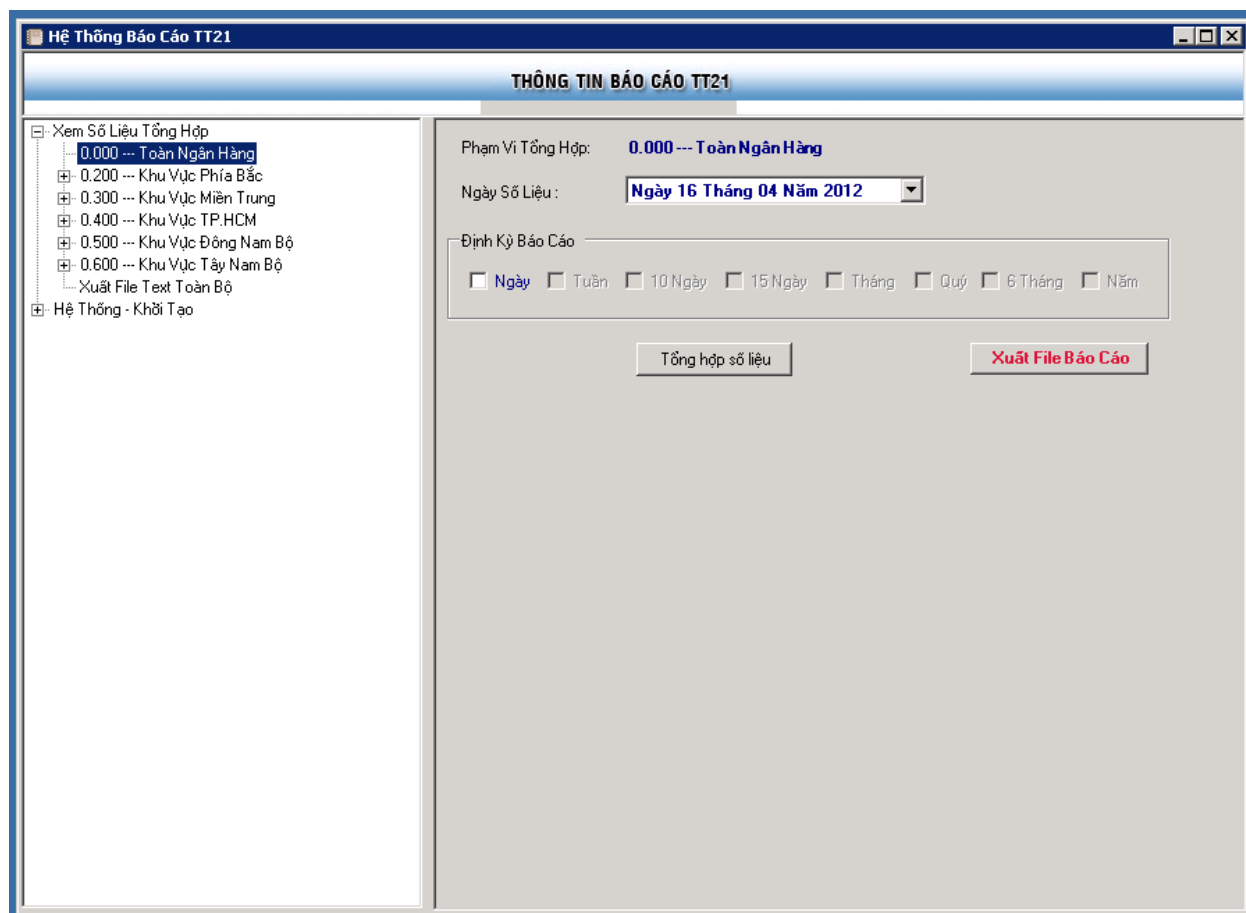 Hệ Thống Báo Cáo TT21
THÔNG TIN BÁO CÁO TT21
Xem Số Liệu Tổng Hợp
0.000 --- Toàn Ngân Hàng
0.200 --- Khu Vực Phía Bắc
0.300 --- Khu Vực Miền Trung
0.400 --- Khu Vực TP.HCM
0.500 --- Khu Vực Đông Nam Bộ
0.600 --- Khu Vực Tây Nam Bộ
Xuất File Text Toàn Bộ
Hệ Thống - Khởi Tạo
Phạm Vi Tổng Hợp: 0.000 --- Toàn Ngân Hàng
Ngày Số Liệu : Ngày 16 Tháng 04 Năm 2012
Định Kỳ Báo Cáo
Ngày Tuần 10 Ngày 15 Ngày Tháng Quý 6 Tháng Năm
Tổng hợp số liệu Xuất File Báo Cáo